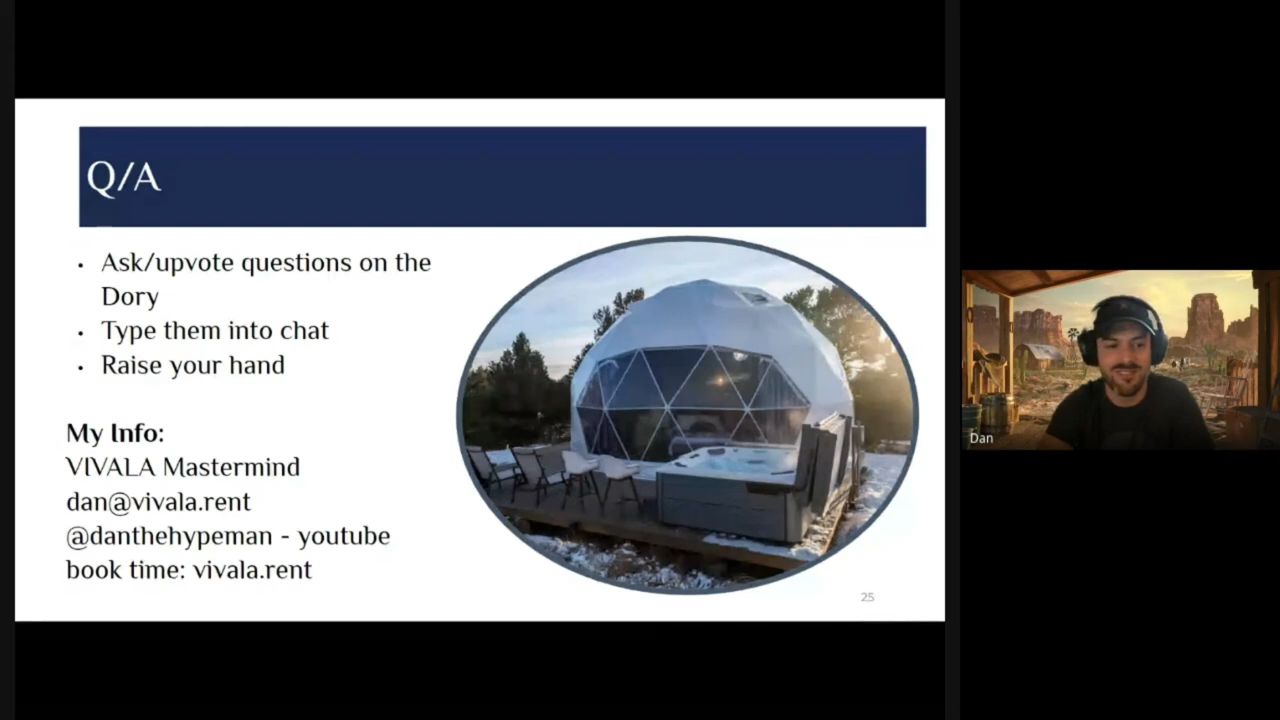 Q/A
• Ask/upvote questions on the
Dory
• Type them into chat
• Raise your hand
My Info:
VIVALA Mastermind
dan@vivala.rent
@danthehypeman - youtube
book time: vivala.rent
25
Dan